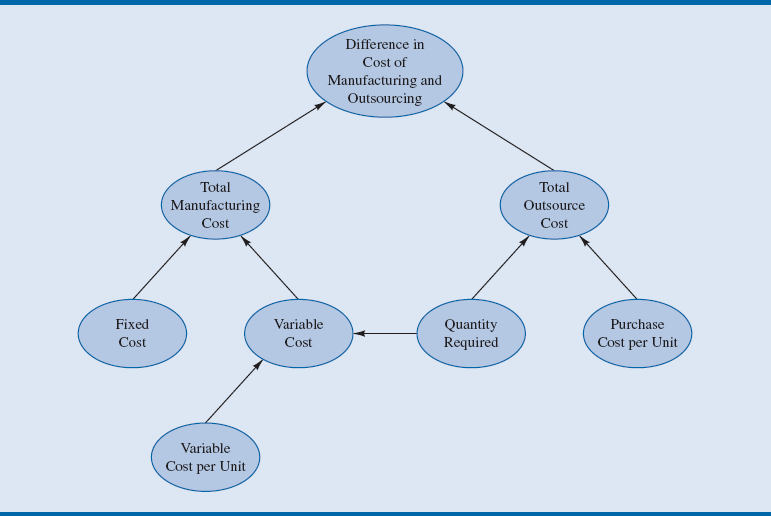 Difference in
Cost of
Manufacturing and
Outsourcing
Total
Manufacturing
Cost
Total
Outsource
Cost
Fixed
Cost
Variable
Cost
Quantity
Required
Purchase
Cost per Unit
Variable
Cost per Unit